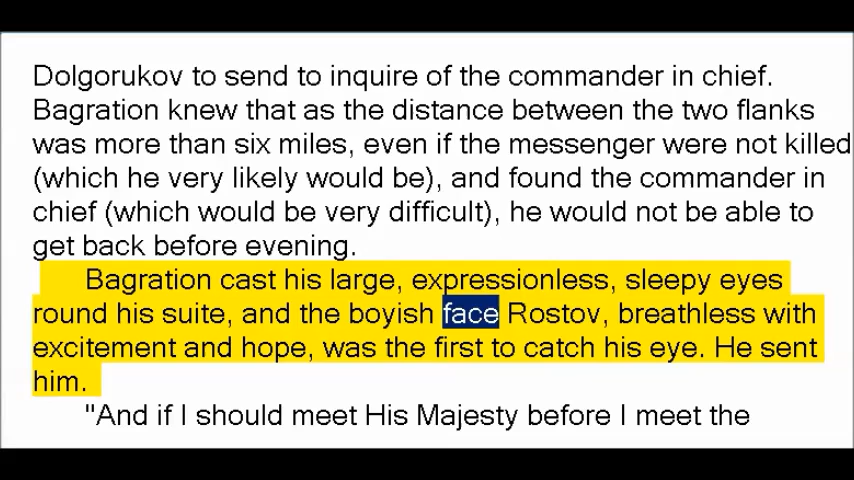 Dolgorukov to send to inquire of the commander in chief.
Bagration knew that as the distance between the two flanks
was more than six miles, even if the messenger were not killed
(which he very likely would be), and found the commander in
chief (which would be very difficult), he would not be able to
get back before evening.
Bagration cast his large, expressionless, sleepy eyes
round his suite, and the boyish face Rostov, breathless with
excitement and hope, was the first to catch his eye. He sent
him.
"And if I should meet His Majesty before I meet the